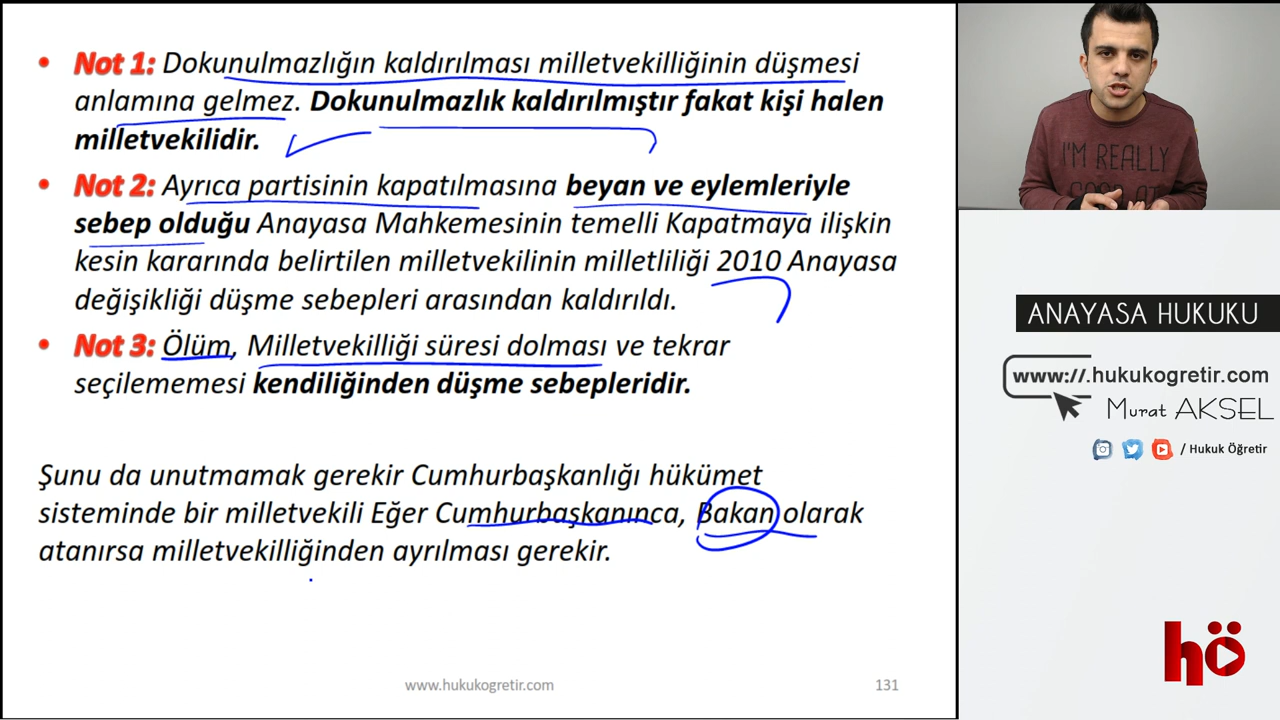 • Not 1: Dokunulmazlığın kaldırılması milletvekilliğinin düşmesi
anlamına gelmez. Dokunulmazlık kaldırılmıştır fakat kişi halen
milletvekilidir.
• Not 2: Ayrıca partisinin kapatılmasına beyan ve eylemleriyle
sebep olduğu Anayasa Mahkemesinin temelli Kapatmaya ilişkin
kesin kararında belirtilen milletvekilinin milletliliği 2010 Anayasa
değişikliği düşme sebepleri arasından kaldırıldı.
• Not 3: Ölüm, Milletvekilliği süresi dolması ve tekrar
seçilememesi kendiliğinden düşme sebepleridir.
Şunu da unutmamak gerekir Cumhurbaşkanlığı hükümet
sisteminde bir milletvekili Eğer Cumhurbaşkanınca, Bakan olarak
atanırsa milletvekilliğinden ayrılması gerekir.
www.hukukogretir.com 131
I'M REALLY
ANAYASA HUKUKU
www://.hukukogretir.com
Murat AKSEL
/ Hukuk Öğretir
hö